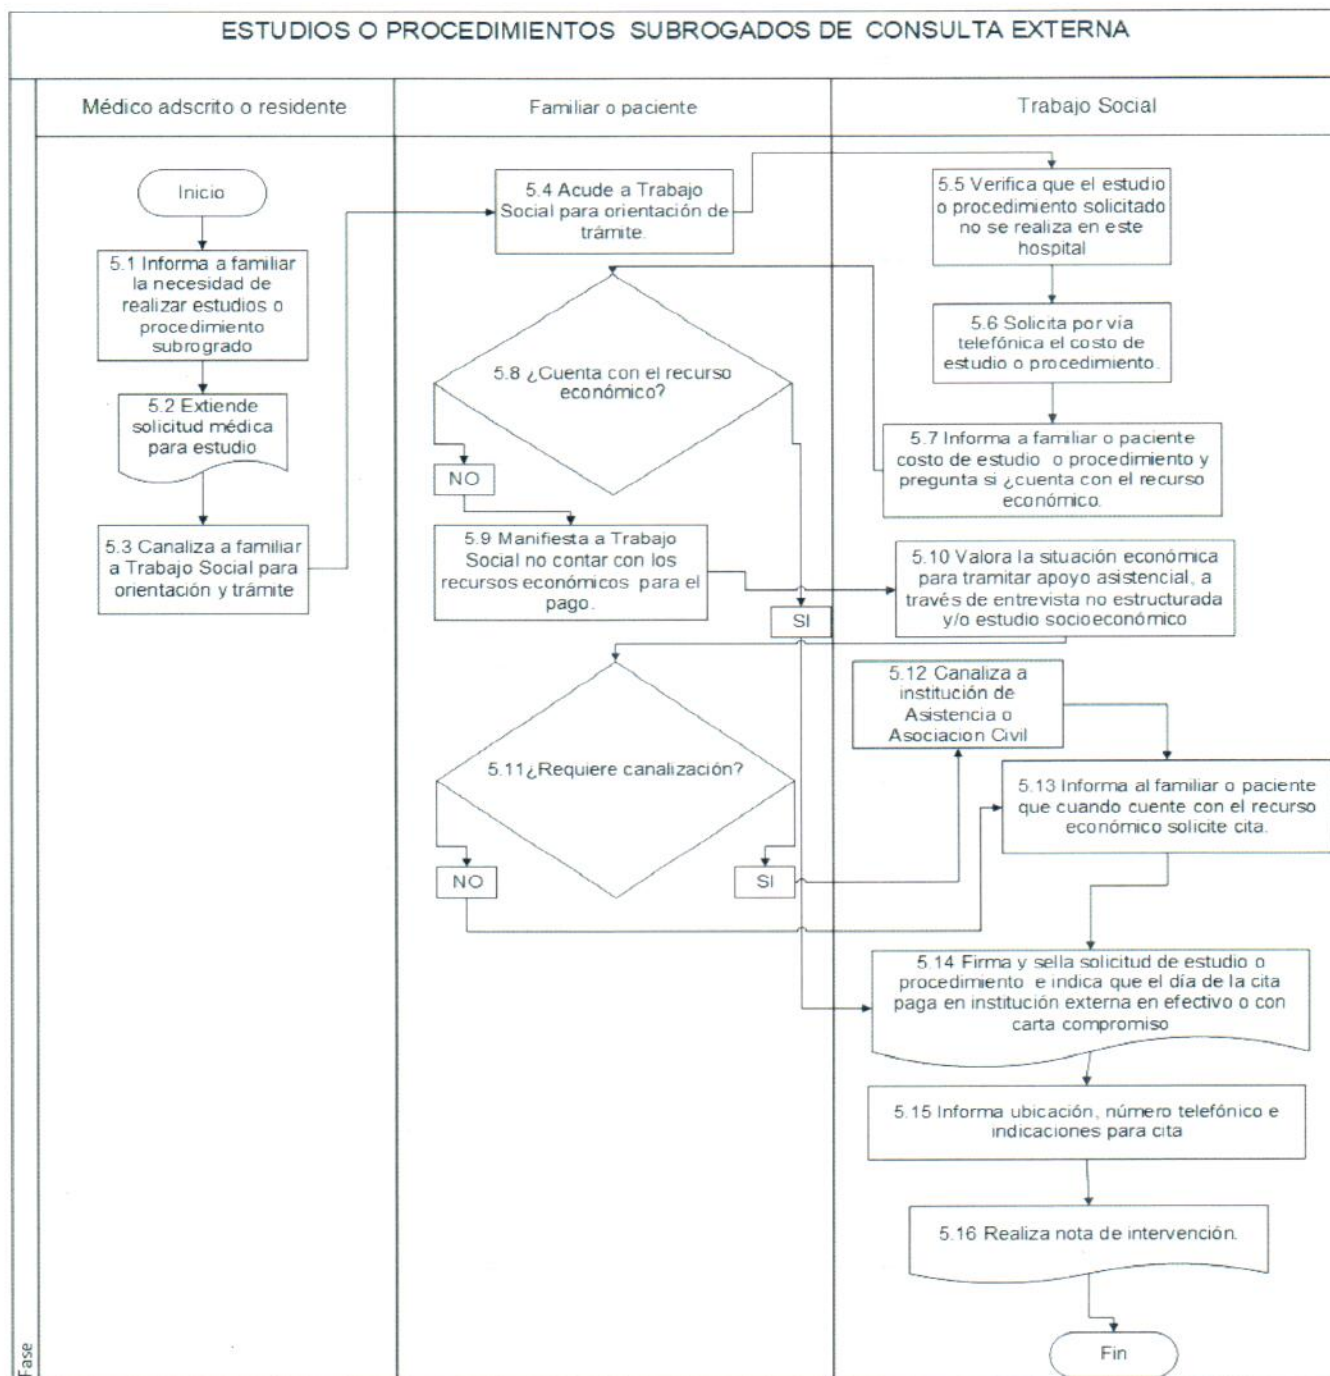 ESTUDIOS O PROCEDIMIENTOS SUBROGADOS DE CONSULTA EXTERNA
Médico adscrito o residente
Familiar o paciente
Trabajo Social
Inicio
5.1 Informa a familiar
la necesidad de
realizar estudios o
procedimiento
subrogrado
5.2 Extiende
solicitud médica
para estudio
5.3 Canaliza a familiar
a Trabajo Social para
orientación y trámite
5.4 Acude a Trabajo
Social para orientación de
trámite.
5.5 Verifica que el estudio
o procedimiento solicitado
no se realiza en este
hospital
5.6 Solicita por vía
telefónica el costo de
estudio o procedimiento.
5.7 Informa a familiar o paciente
costo de estudio o procedimiento y
pregunta si ¿cuenta con el recurso
económico.
5.8 ¿Cuenta con el recurso
económico?
NO
SI
5.9 Manifiesta a Trabajo
Social no contar con los
recursos económicos para el
pago.
5.10 Valora la situación económica
para tramitar apoyo asistencial, a
través de entrevista no estructurada
y/o estudio socioeconómico
5.11¿Requiere canalización?
NO
SI
5.12 Canaliza a
institución de
Asistencia o
Asociacion Civil
5.13 Informa al familiar o paciente
que cuando cuente con el recurso
económico solicite cita.
5.14 Firma y sella solicitud de estudio o
procedimiento e indica que el día de la cita
paga en institución externa en efectivo o con
carta compromiso
5.15 Informa ubicación, número telefónico e
indicaciones para cita
5.16 Realiza nota de intervención.
Fin
Fase